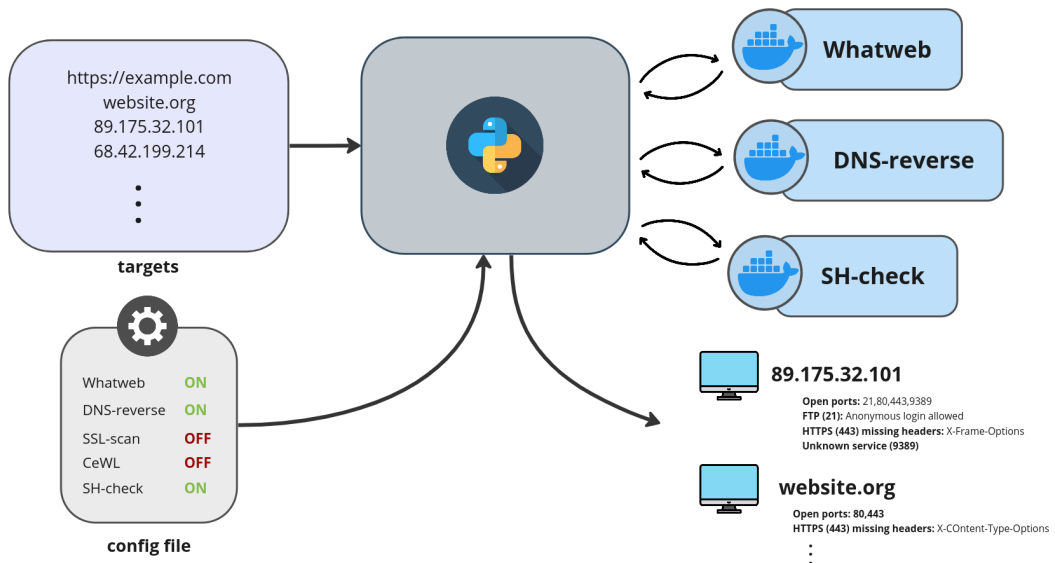 https://example.com
website.org
89.175.32.101
68.42.199.214
targets
Whatweb ON
DNS-reverse ON
SSL-scan OFF
CeWL OFF
SH-check ON
config file
Whatweb
DNS-reverse
SH-check
89.175.32.101
Open ports: 21,80,443,9389
FTP (21): Anonymous login allowed
HTTPS (443) missing headers: X-Frame-Options
Unknown service (9389)
website.org
Open ports: 80,443
HTTPS (443) missing headers: X-COntent-Type-Options